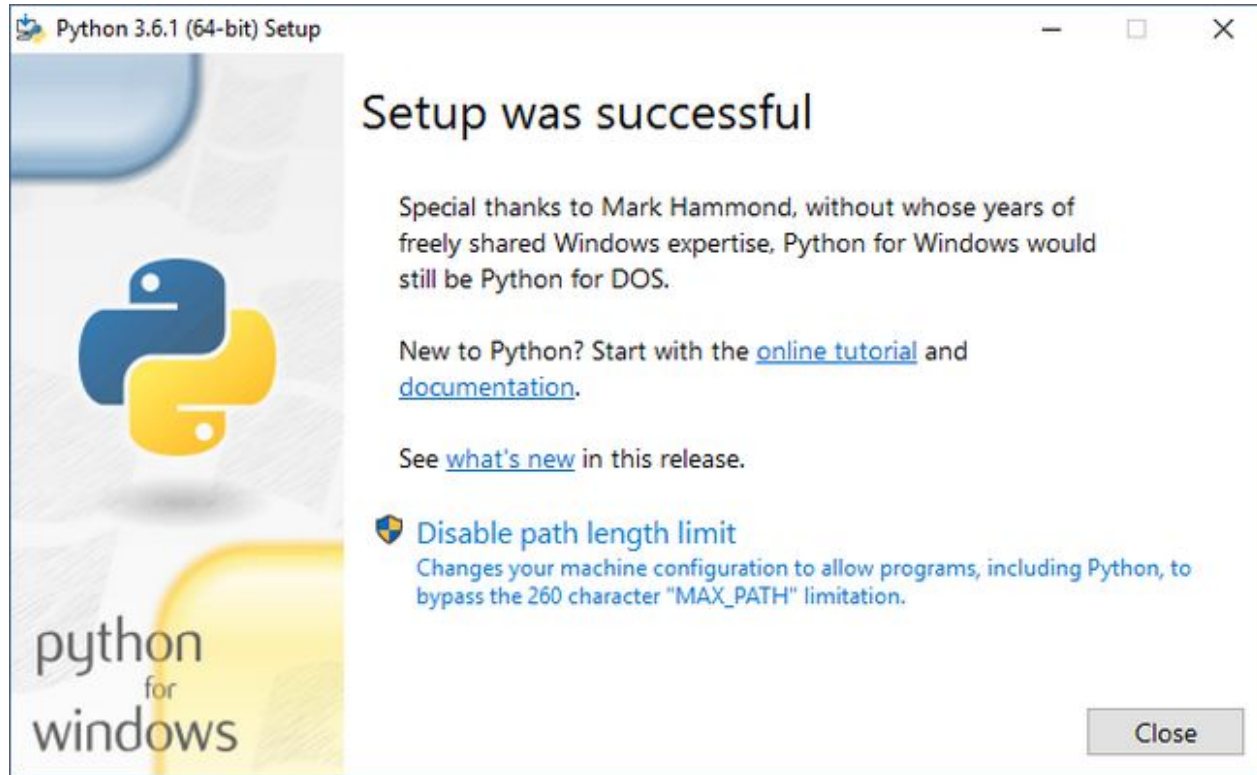 Python 3.6.1 (64-bit) Setup
Setup was successful
Special thanks to Mark Hammond, without whose years of
freely shared Windows expertise, Python for Windows would
still be Python for DOS.
New to Python? Start with the online tutorial and
documentation.
See what's new in this release.
Disable path length limit
Changes your machine configuration to allow programs, including Python, to
bypass the 260 character "MAX_PATH" limitation.
python
for
windows
Close